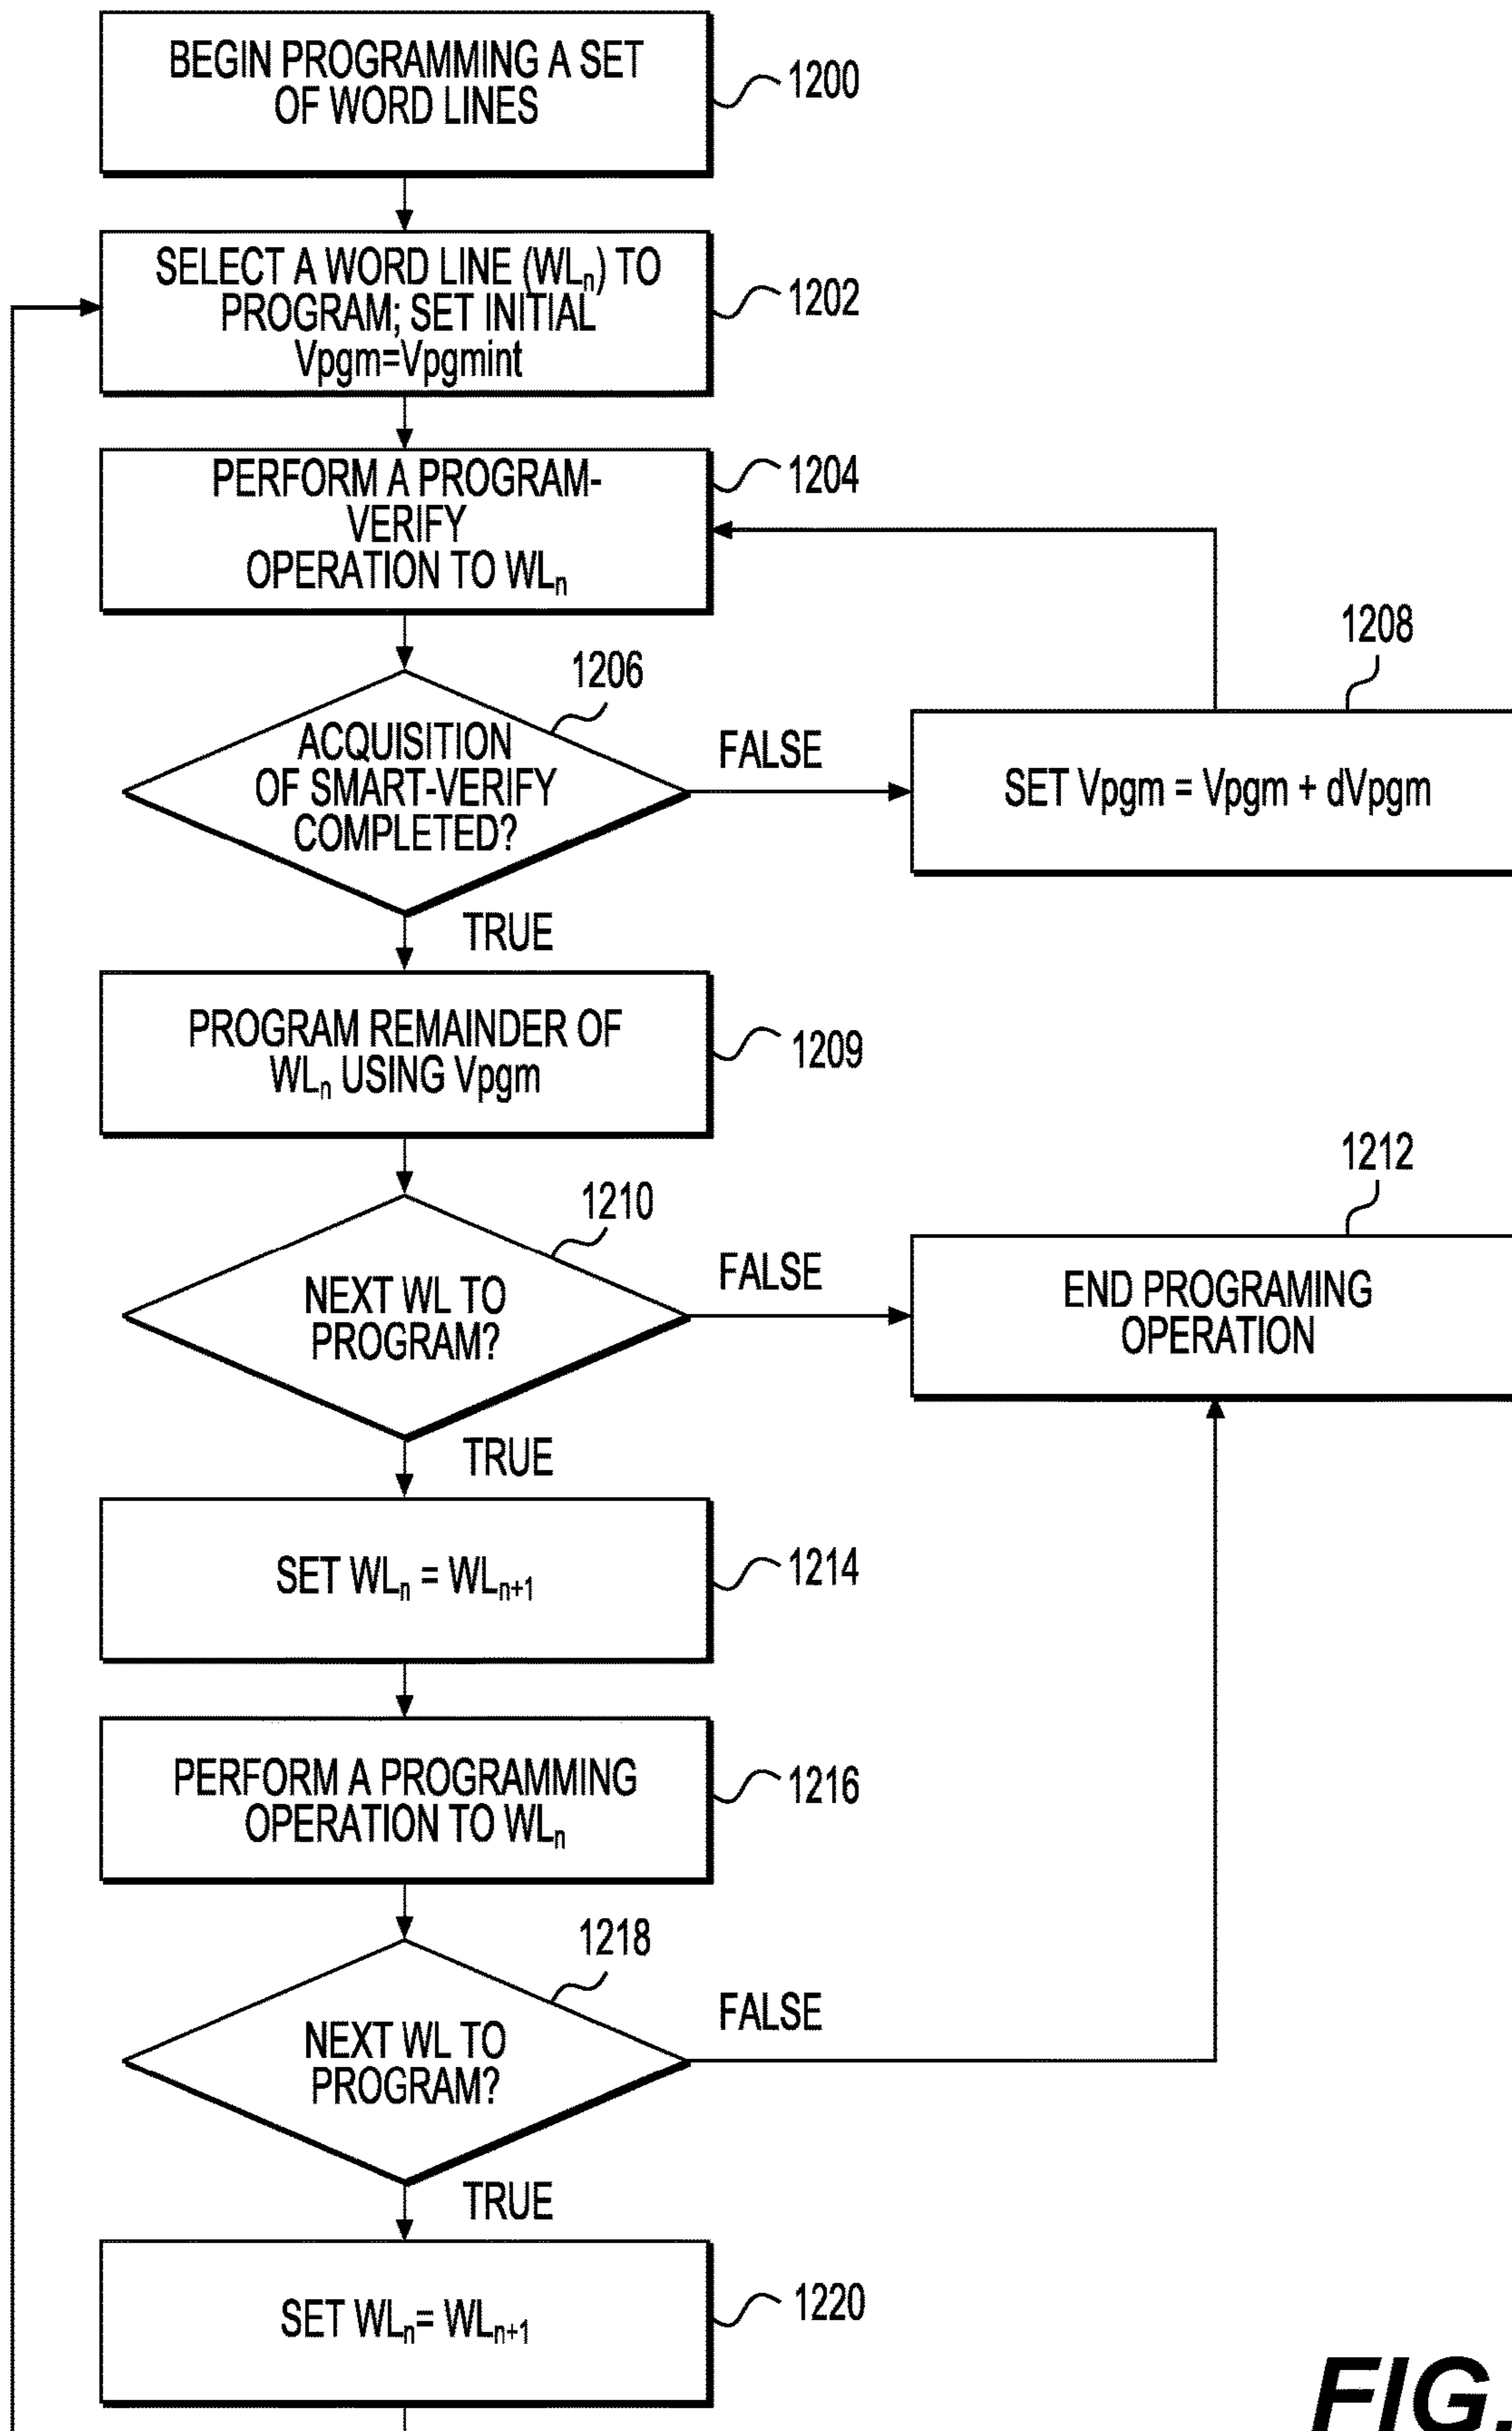 BEGIN PROGRAMMING A SET
OF WORD LINES
1200
SELECT A WORD LINE (WLn) TO
PROGRAM; SET INITIAL
Vpgm=Vpgmint
1202
PERFORM A PROGRAM-
VERIFY
OPERATION TO WLn
1204
1206
ACQUISITION
OF SMART-VERIFY
COMPLETED?
FALSE
1208
SET Vpgm = Vpgm + dVpgm
TRUE
PROGRAM REMAINDER OF
WLn USING Vpgm
1209
1210
NEXT WL TO
PROGRAM?
FALSE
1212
END PROGRAMING
OPERATION
TRUE
SET WLn = WLn+1
1214
PERFORM A PROGRAMMING
OPERATION TO WLn
1216
1218
NEXT WL TO
PROGRAM?
FALSE
TRUE
SET WLn= WLn+1
1220
FIG.